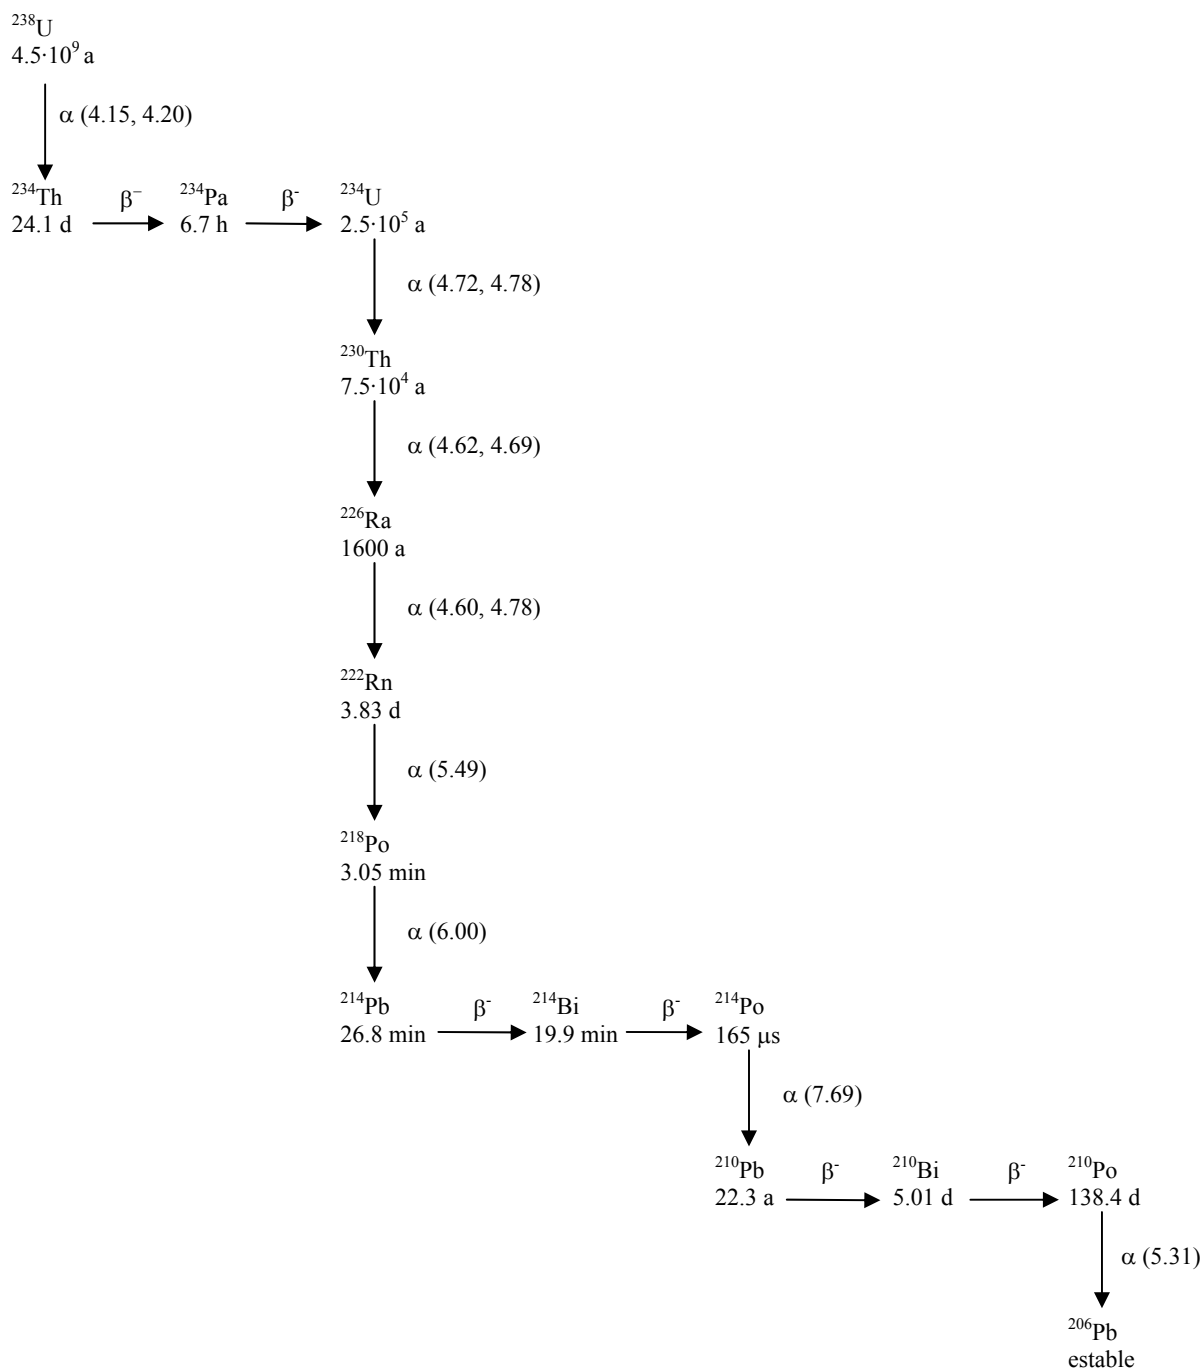 ²³⁸U
4.5·10⁹ a
α (4.15, 4.20)
²³⁴Th β⁻ ²³⁴Pa β⁻ ²³⁴U
24.1 d 6.7 h 2.5·10⁵ a
α (4.72, 4.78)
²³⁰Th
7.5·10⁴ a
α (4.62, 4.69)
²²⁶Ra
1600 a
α (4.60, 4.78)
²²²Rn
3.83 d
α (5.49)
²¹⁸Po
3.05 min
α (6.00)
²¹⁴Pb β⁻ ²¹⁴Bi β⁻ ²¹⁴Po
26.8 min 19.9 min 165 μs
α (7.69)
²¹⁰Pb β⁻ ²¹⁰Bi β⁻ ²¹⁰Po
22.3 a 5.01 d 138.4 d
α (5.31)
²⁰⁶Pb
estable